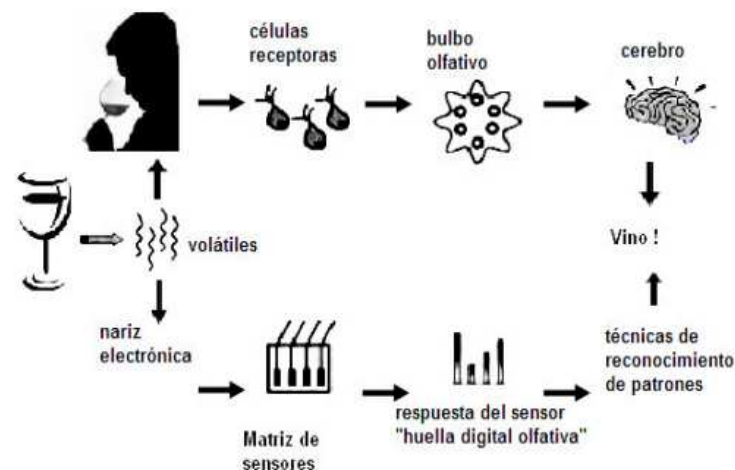 células
receptoras
bulbo
olfativo
cerebro
volátiles
Vino !
nariz
electrónica
Matriz de
sensores
respuesta del sensor
"huella digital olfativa"
técnicas de
reconocimiento
de patrones